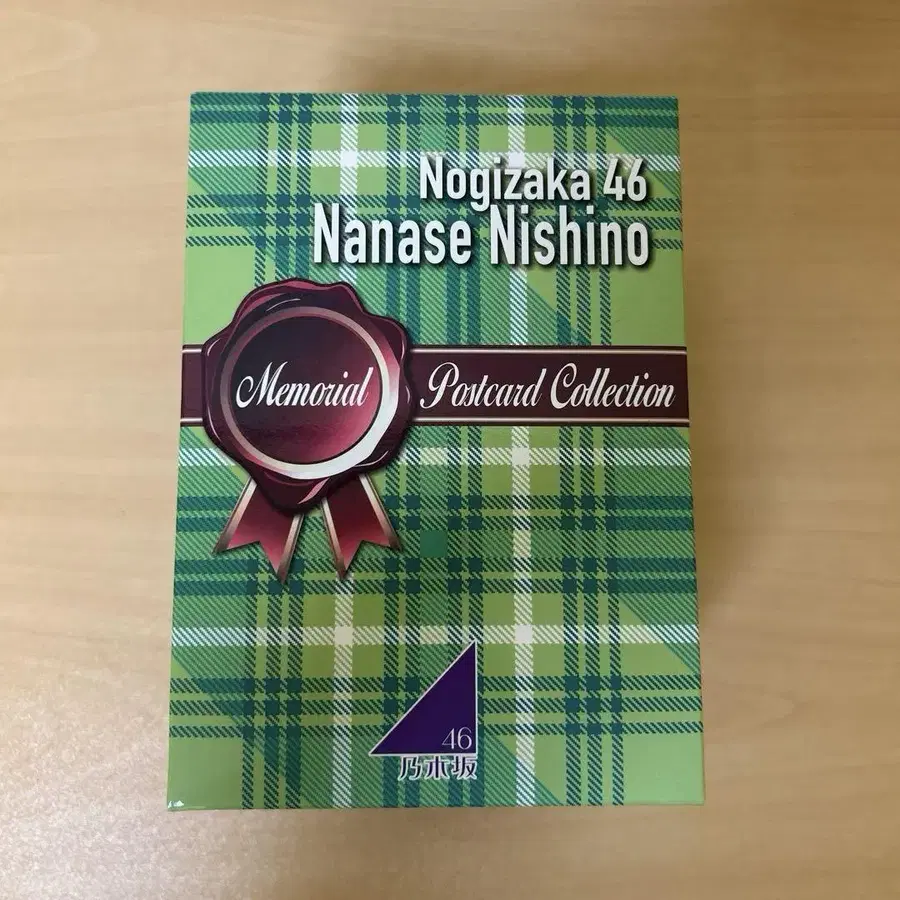 Nogizaka 46
Nanase Nishino
Memorial Postcard Collection
46
乃木坂